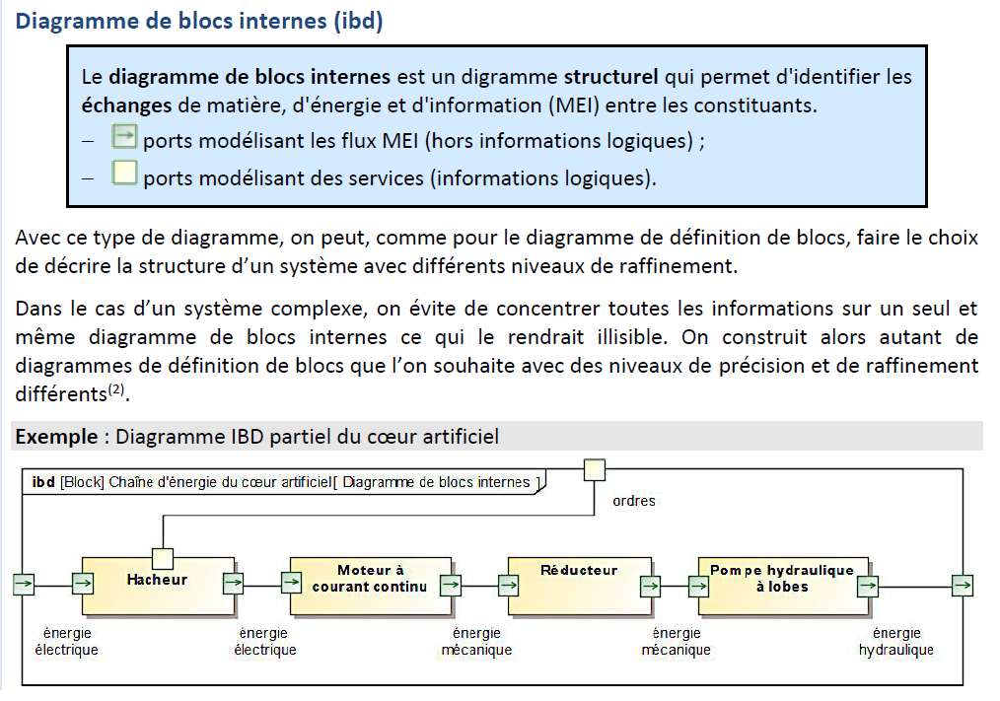 Diagramme de blocs internes (ibd)
Le diagramme de blocs internes est un digramme structurel qui permet d'identifier les
échanges de matière, d'énergie et d'information (MEI) entre les constituants.
– ports modélisant les flux MEI (hors informations logiques) ;
– ports modélisant des services (informations logiques).
Avec ce type de diagramme, on peut, comme pour le diagramme de définition de blocs, faire le choix
de décrire la structure d’un système avec différents niveaux de raffinement.
Dans le cas d’un système complexe, on évite de concentrer toutes les informations sur un seul et
même diagramme de blocs internes ce qui le rendrait illisible. On construit alors autant de
diagrammes de définition de blocs que l’on souhaite avec des niveaux de précision et de raffinement
différents(2).
Exemple : Diagramme IBD partiel du cœur artificiel
ibd [Block] Chaîne d'énergie du cœur artificiel[ Diagramme de blocs internes ]
ordres
Hacheur
Moteur à
courant continu
Réducteur
Pompe hydraulique
à lobes
énergie
électrique
énergie
électrique
énergie
mécanique
énergie
mécanique
énergie
hydraulique